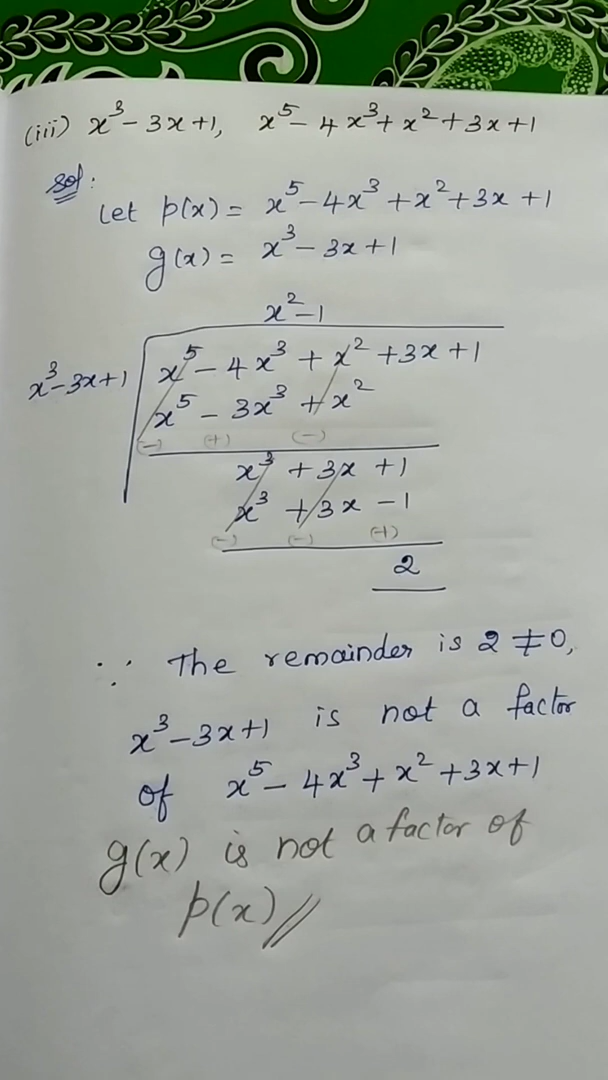 (iii) x³ - 3x + 1, x⁵ - 4x³ + x² + 3x + 1
Sol:
Let p(x) = x⁵ - 4x³ + x² + 3x + 1
g(x) = x³ - 3x + 1
x² - 1
x³ - 3x + 1 x⁵ - 4x³ + x² + 3x + 1
x⁵ - 3x³ + x²
(-) (+) (-)
x³ + 3x + 1
x³ + 3x - 1
(-) (-) (+)
2
∵ The remainder is 2 ≠ 0,
x³ - 3x + 1 is not a factor
of x⁵ - 4x³ + x² + 3x + 1
g(x) is not a factor of
p(x) //